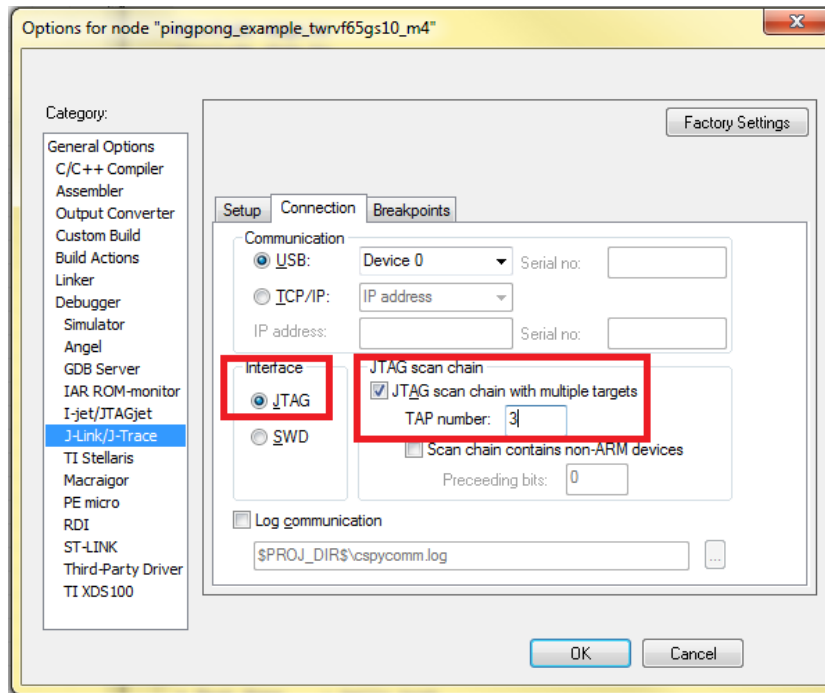 Options for node "pingpong_example_twrvf65gs10_m4"
x
Category:
Factory Settings
General Options
C/C++ Compiler
Assembler
Output Converter
Custom Build
Build Actions
Linker
Debugger
Simulator
Angel
GDB Server
IAR ROM-monitor
I-jet/JTAGjet
J-Link/J-Trace
TI Stellaris
Macraigor
PE micro
RDI
ST-LINK
Third-Party Driver
TI XDS100
Setup Connection Breakpoints
Communication
USB: Device 0 Serial no:
TCP/IP: IP address
IP address: Serial no:
Interface
JTAG
SWD
JTAG scan chain
JTAG scan chain with multiple targets
TAP number: 3
Scan chain contains non-ARM devices
Preceeding bits: 0
Log communication
$PROJ_DIR$\cspycomm.log ...
OK Cancel